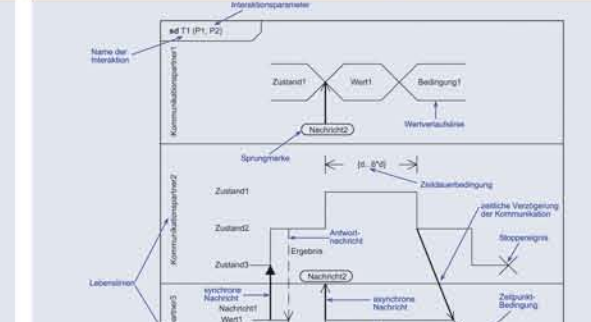 Interaktionsparameter
sd T1 (P1, P2)
Name der
Interaktion
:Kommunikationspartner1
Zustand1
Wert1
Bedingung1
Nachricht2
Wertverlaufslinie
Sprungmarke
{d...6*d}
Zeitdauerbedingung
:Kommunikationspartner2
Zustand1
zeitliche Verzögerung
der Kommunikation
Zustand2
Antwort-
nachricht
Stoppereignis
Ergebnis
Zustand3
Nachricht2
Lebenslinien
synchrone
Nachricht
asynchrone
Nachricht
Zeitpunkt-
Bedingung
Nachricht1
Wert1